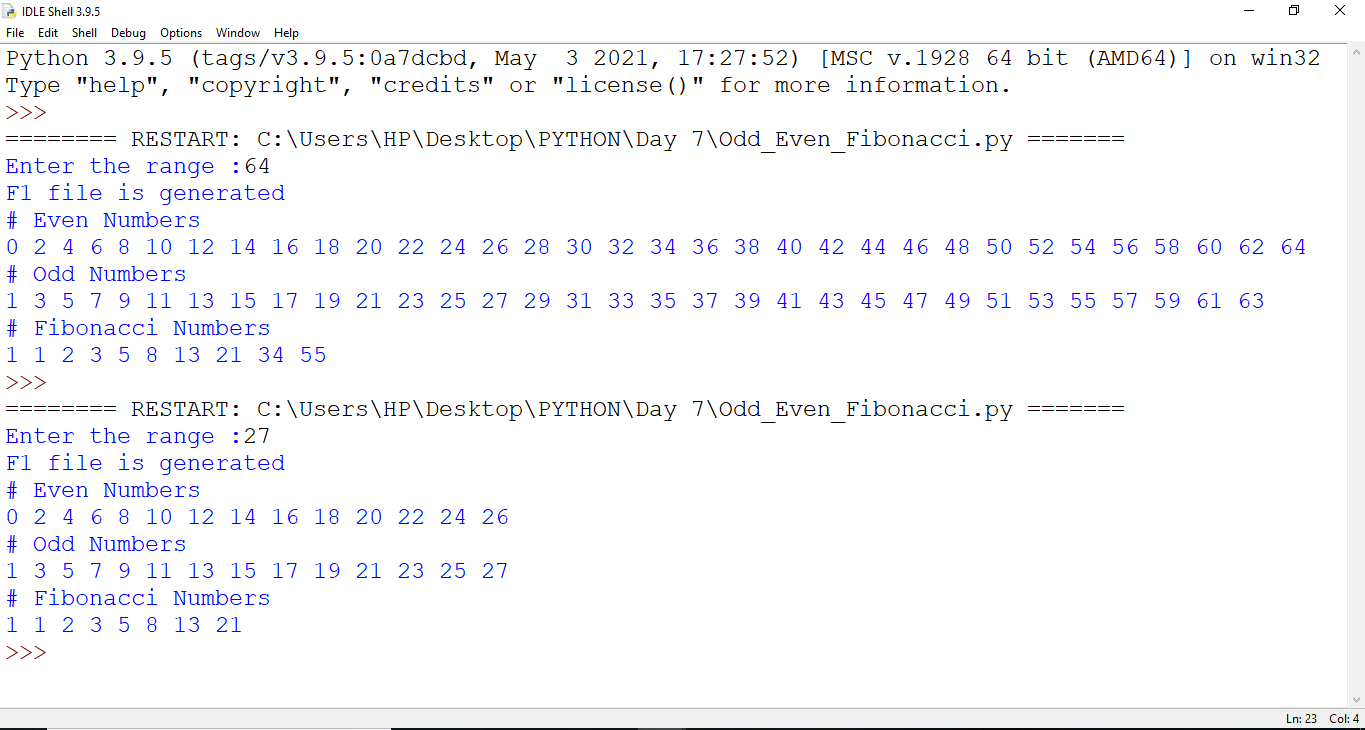 IDLE Shell 3.9.5
File Edit Shell Debug Options Window Help
Python 3.9.5 (tags/v3.9.5:0a7dcbd, May  3 2021, 17:27:52) [MSC v.1928 64 bit (AMD64)] on win32
Type "help", "copyright", "credits" or "license()" for more information.
>>>
======== RESTART: C:\Users\HP\Desktop\PYTHON\Day 7\Odd_Even_Fibonacci.py =======
Enter the range :64
F1 file is generated
# Even Numbers
0 2 4 6 8 10 12 14 16 18 20 22 24 26 28 30 32 34 36 38 40 42 44 46 48 50 52 54 56 58 60 62 64
# Odd Numbers
1 3 5 7 9 11 13 15 17 19 21 23 25 27 29 31 33 35 37 39 41 43 45 47 49 51 53 55 57 59 61 63
# Fibonacci Numbers
1 1 2 3 5 8 13 21 34 55
>>>
======== RESTART: C:\Users\HP\Desktop\PYTHON\Day 7\Odd_Even_Fibonacci.py =======
Enter the range :27
F1 file is generated
# Even Numbers
0 2 4 6 8 10 12 14 16 18 20 22 24 26
# Odd Numbers
1 3 5 7 9 11 13 15 17 19 21 23 25 27
# Fibonacci Numbers
1 1 2 3 5 8 13 21
>>>
Ln: 23 Col: 4